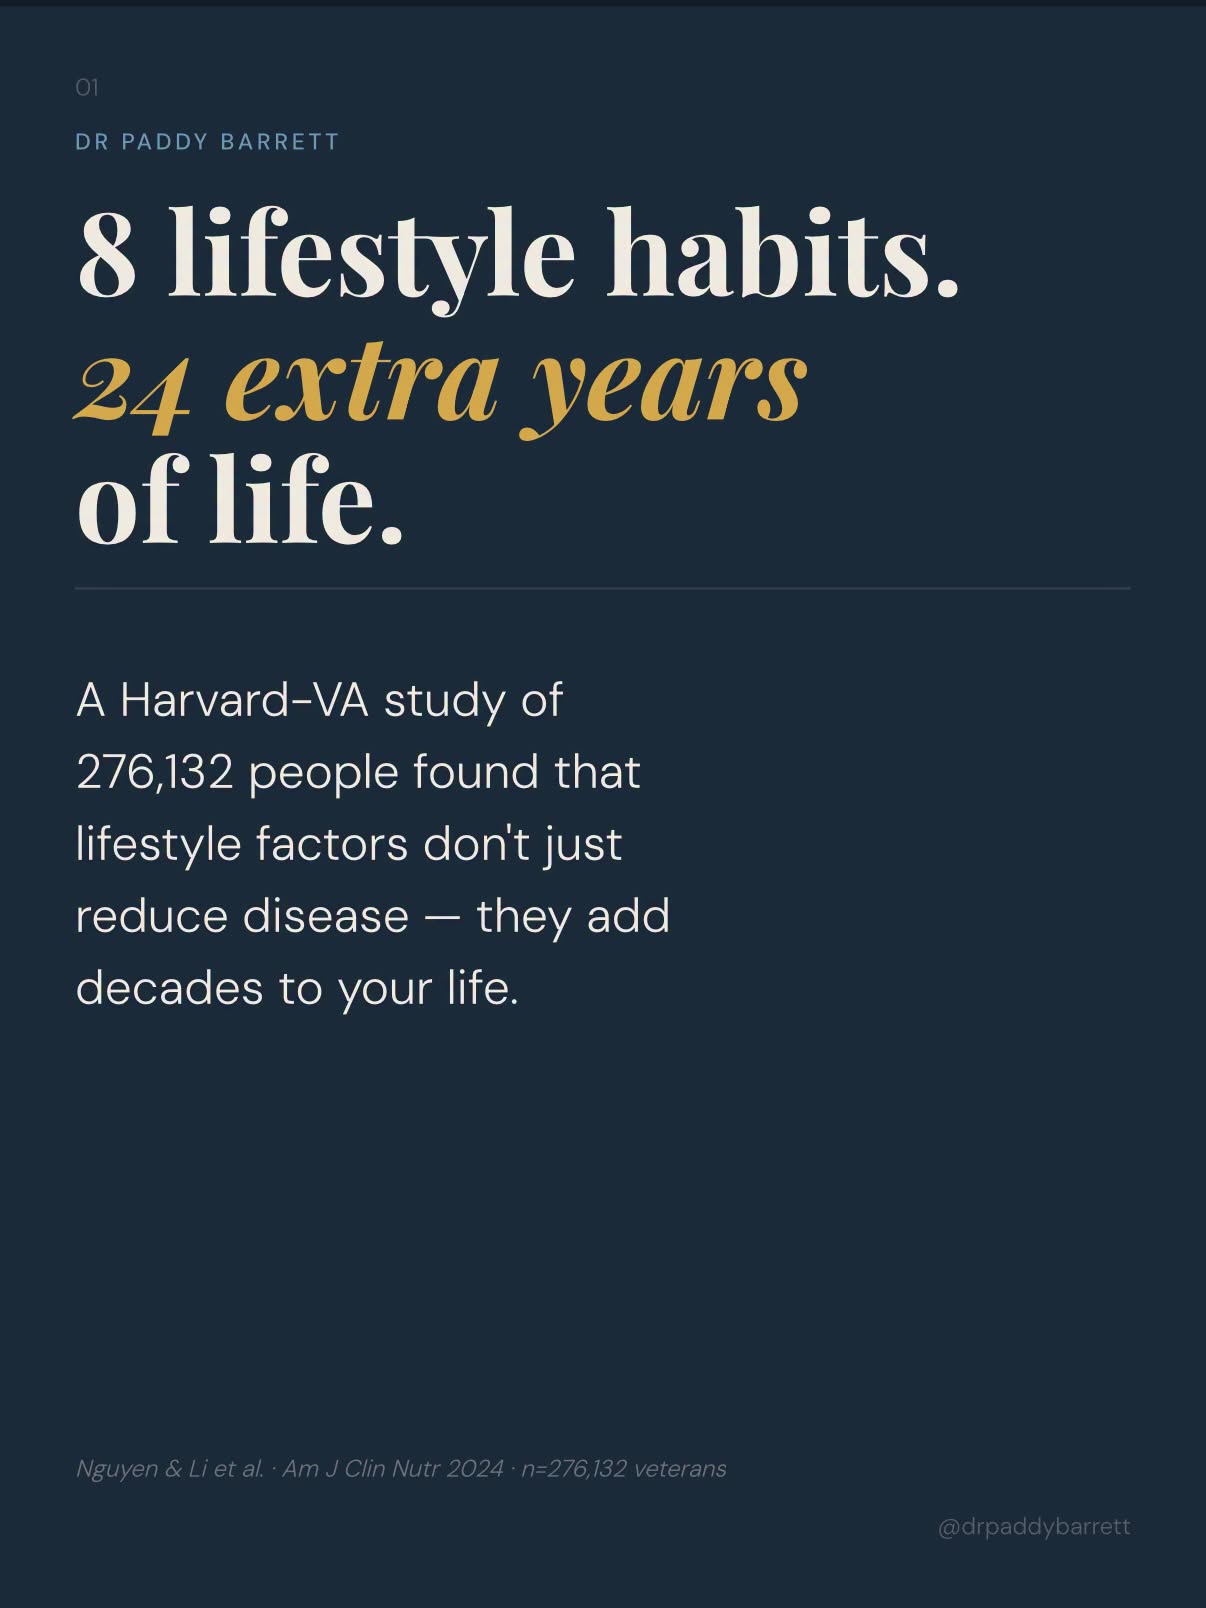 01
DR PADDY BARRETT
8 lifestyle habits.
24 extra years
of life.
A Harvard–VA study of
276,132 people found that
lifestyle factors don't just
reduce disease — they add
decades to your life.
Nguyen & Li et al. · Am J Clin Nutr 2024 · n=276,132 veterans
@drpaddybarrett